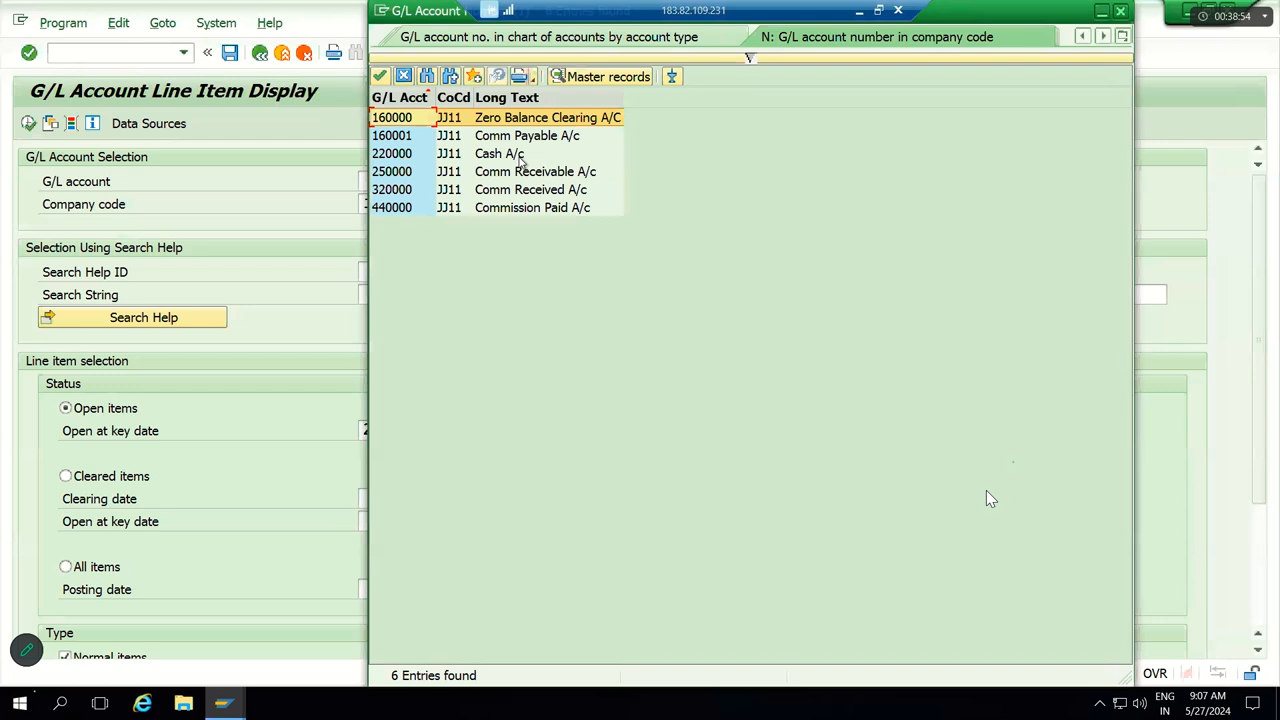 Program Edit Goto System Help
G/L Account 183.82.109.231
00:38:54
G/L account no. in chart of accounts by account type
N: G/L account number in company code
G/L Account Line Item Display
Master records
Data Sources
G/L Acct CoCd Long Text
160000 JJ11 Zero Balance Clearing A/C
160001 JJ11 Comm Payable A/c
220000 JJ11 Cash A/c
250000 JJ11 Comm Receivable A/c
320000 JJ11 Comm Received A/c
440000 JJ11 Commission Paid A/c
G/L Account Selection
G/L account
Company code
Selection Using Search Help
Search Help ID
Search String
Search Help
Line item selection
Status
Open items
Open at key date
Cleared items
Clearing date
Open at key date
All items
Posting date
Type
Normal items
6 Entries found
OVR
ENG
IN
9:07 AM
5/27/2024